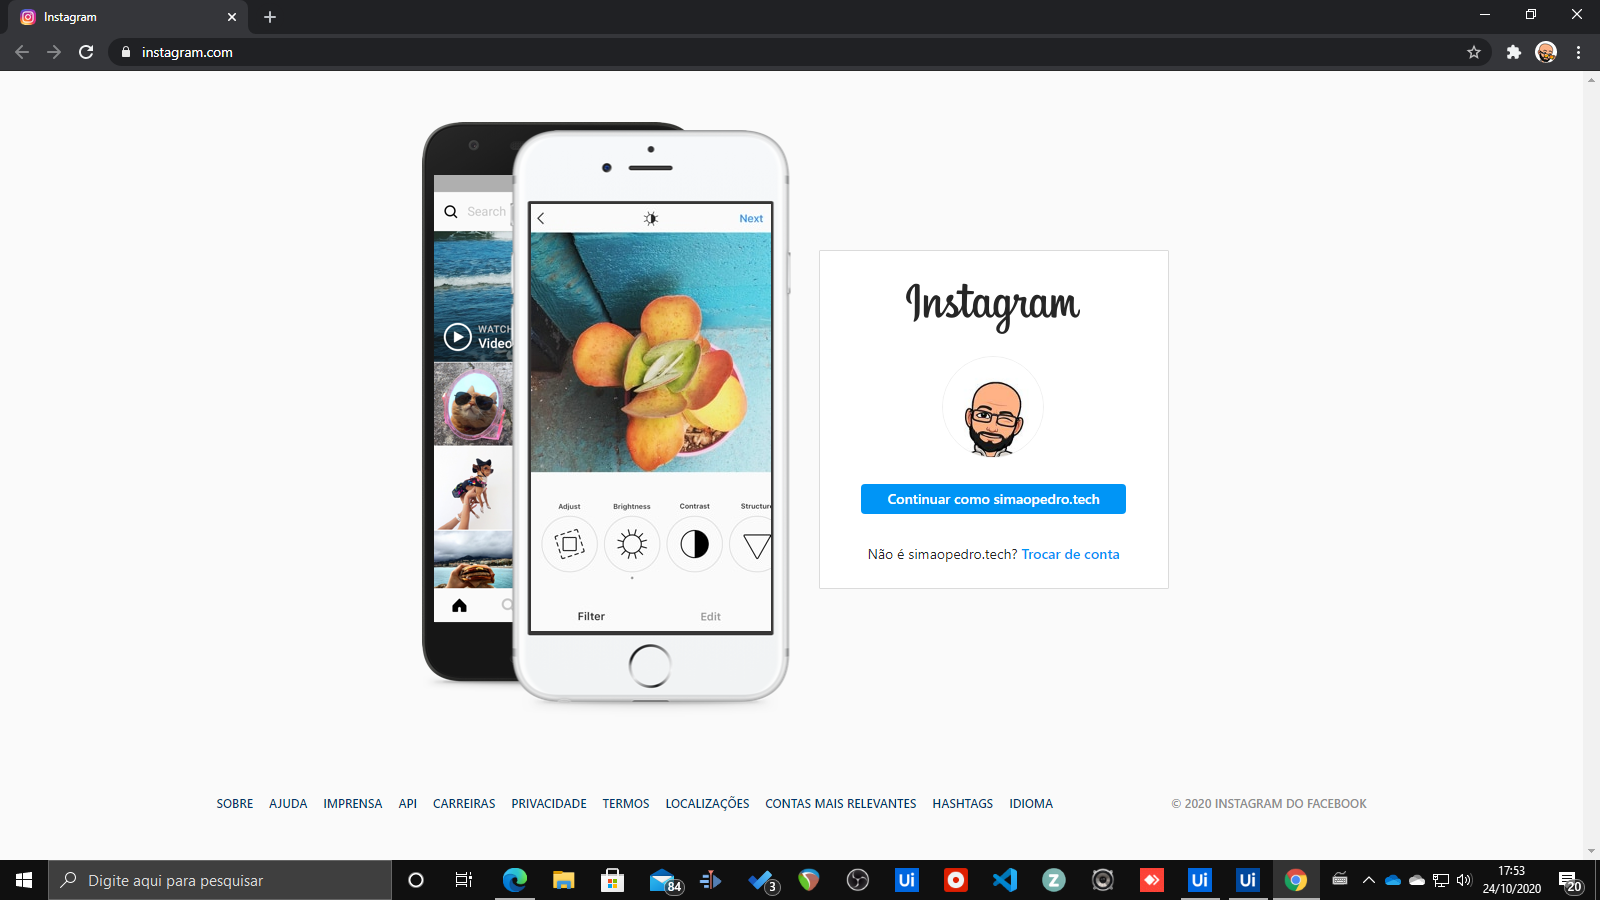 Instagram
instagram.com
Search
Next
WATCH
Video
Instagram
Adjust
Brightness
Contrast
Structure
Continuar como simaopedro.tech
Não é simaopedro.tech? Trocar de conta
Filter
Edit
SOBRE AJUDA IMPRENSA API CARREIRAS PRIVACIDADE TERMOS LOCALIZAÇÕES CONTAS MAIS RELEVANTES HASHTAGS IDIOMA
© 2020 INSTAGRAM DO FACEBOOK
Digite aqui para pesquisar
84
3
Ui
Z
Ui
Ui
17:53
24/10/2020
20